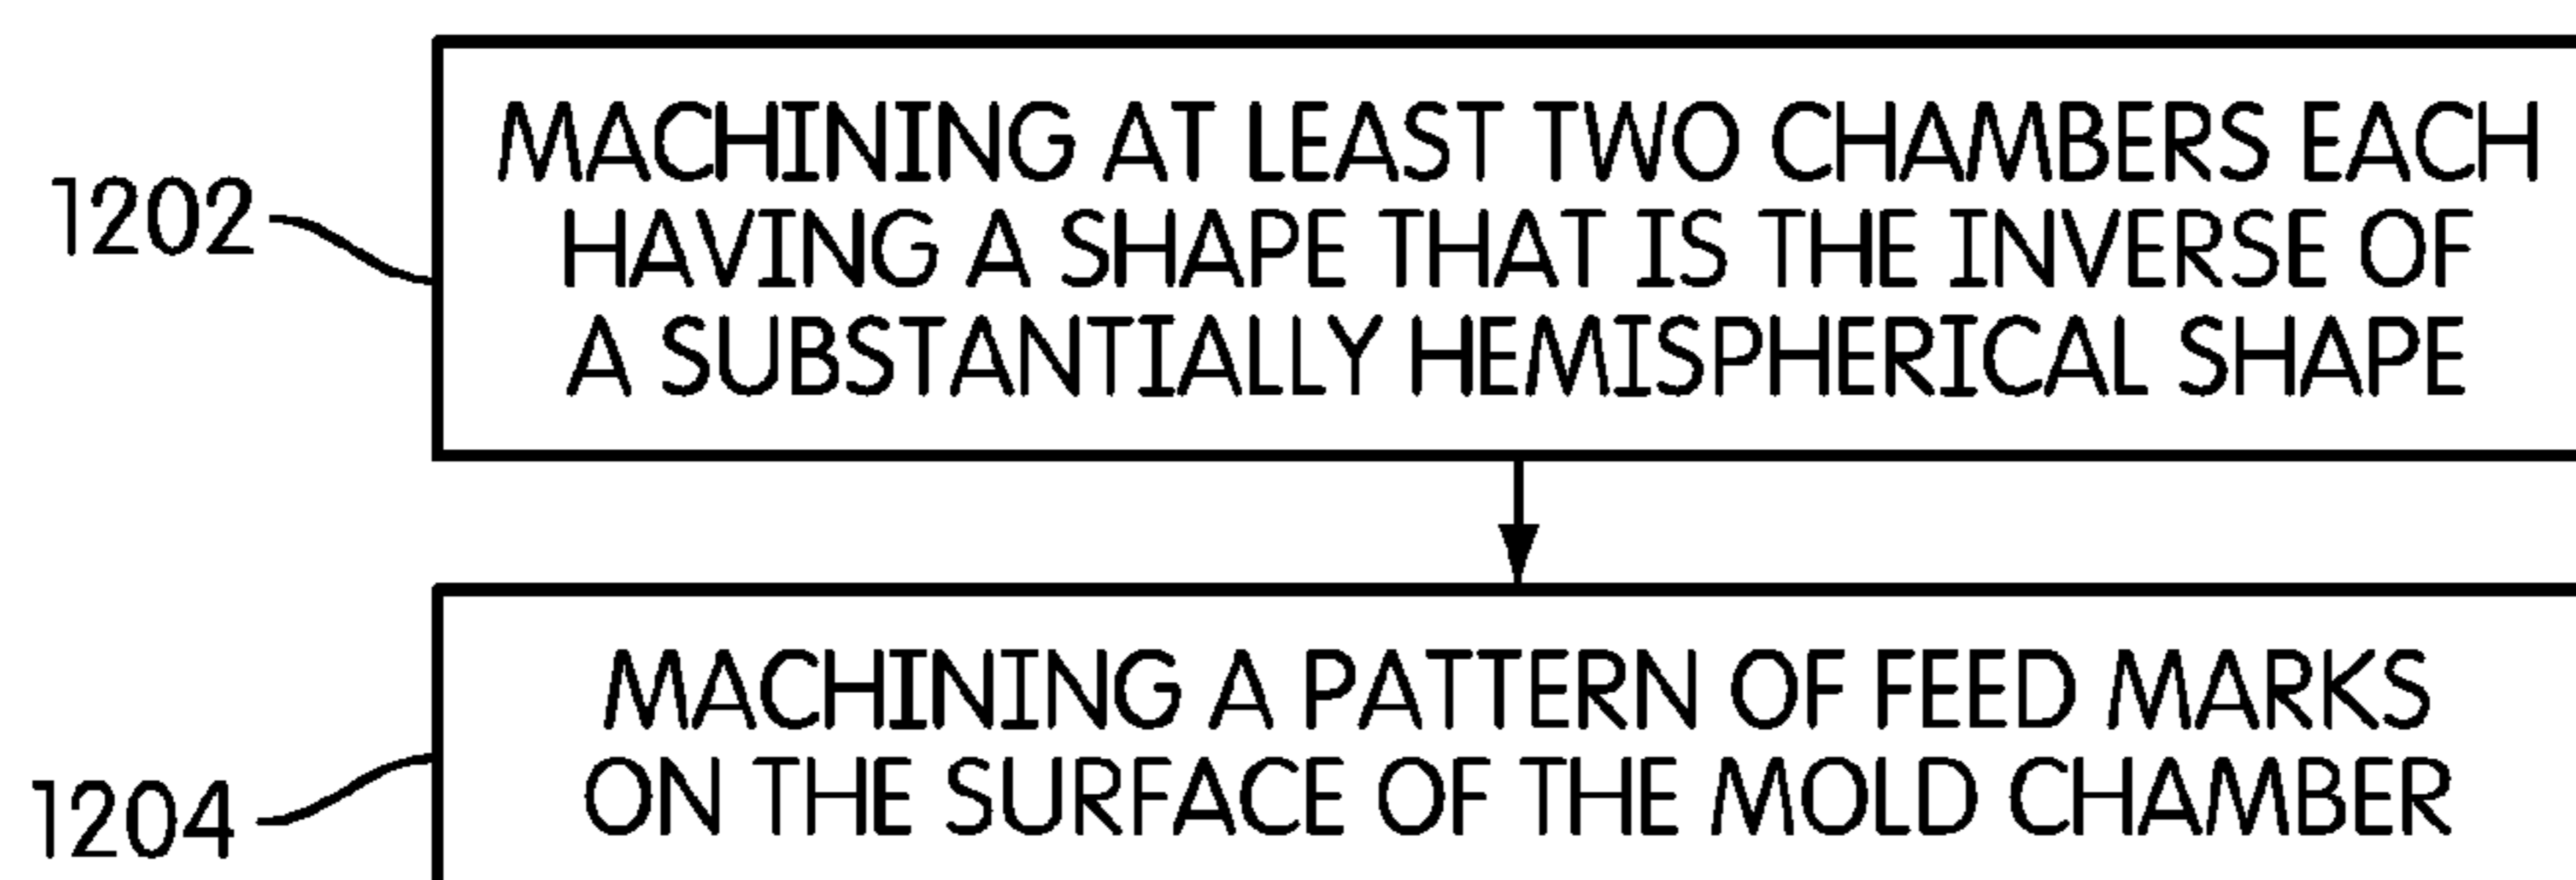 1202
MACHINING AT LEAST TWO CHAMBERS EACH
HAVING A SHAPE THAT IS THE INVERSE OF
A SUBSTANTIALLY HEMISPHERICAL SHAPE
1204
MACHINING A PATTERN OF FEED MARKS
ON THE SURFACE OF THE MOLD CHAMBER